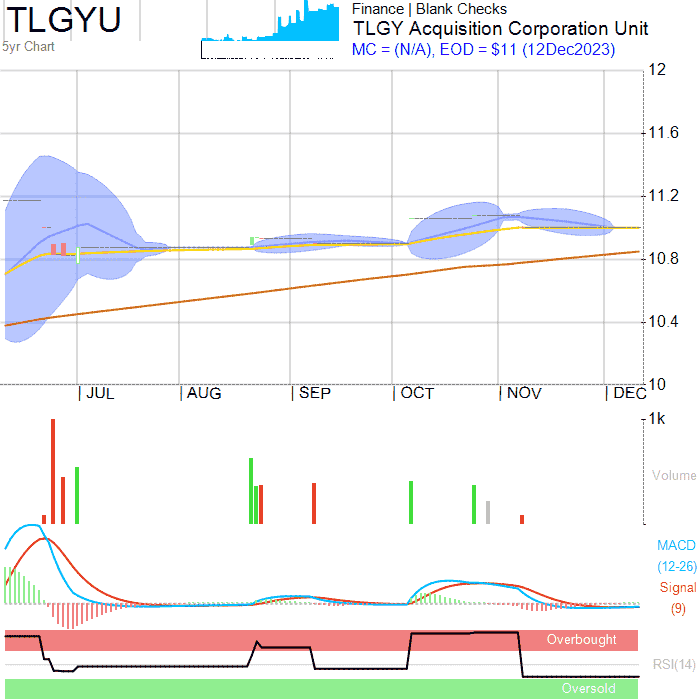 TLGYU
5yr Chart
Finance | Blank Checks
TLGY Acquisition Corporation Unit
MC = (N/A), EOD = $11 (12Dec2023)
12
11.6
11.2
10.8
10.4
10
| JUL
| AUG
| SEP
| OCT
| NOV
| DEC
1k
Volume
MACD
(12-26)
Signal
(9)
Overbought
RSI(14)
Oversold